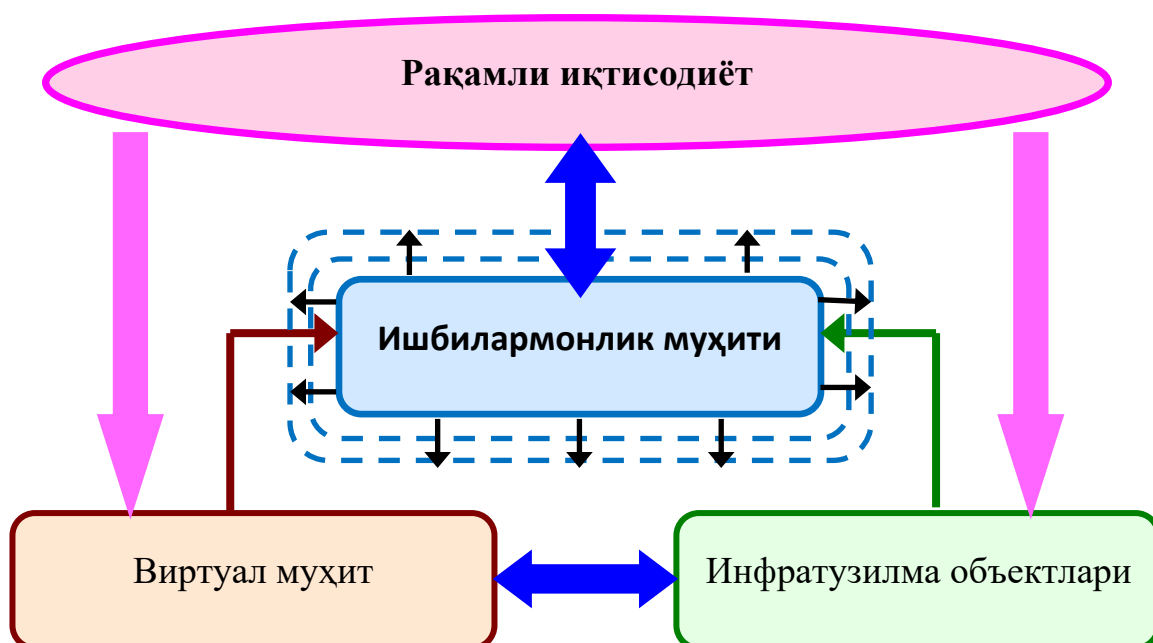 Рақамли иқтисодиёт
Ишбилармонлик муҳити
Виртуал муҳит
Инфратузилма объектлари